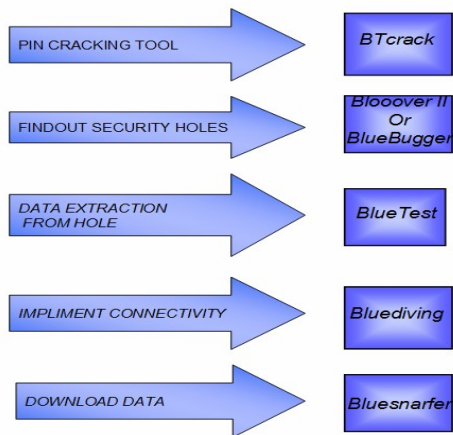 PIN CRACKING TOOL
BTcrack
FINDOUT SECURITY HOLES
Blooover II
Or
BlueBugger
DATA EXTRACTION
FROM HOLE
BlueTest
IMPLIMENT CONNECTIVITY
Bluediving
DOWNLOAD DATA
Bluesnarfer